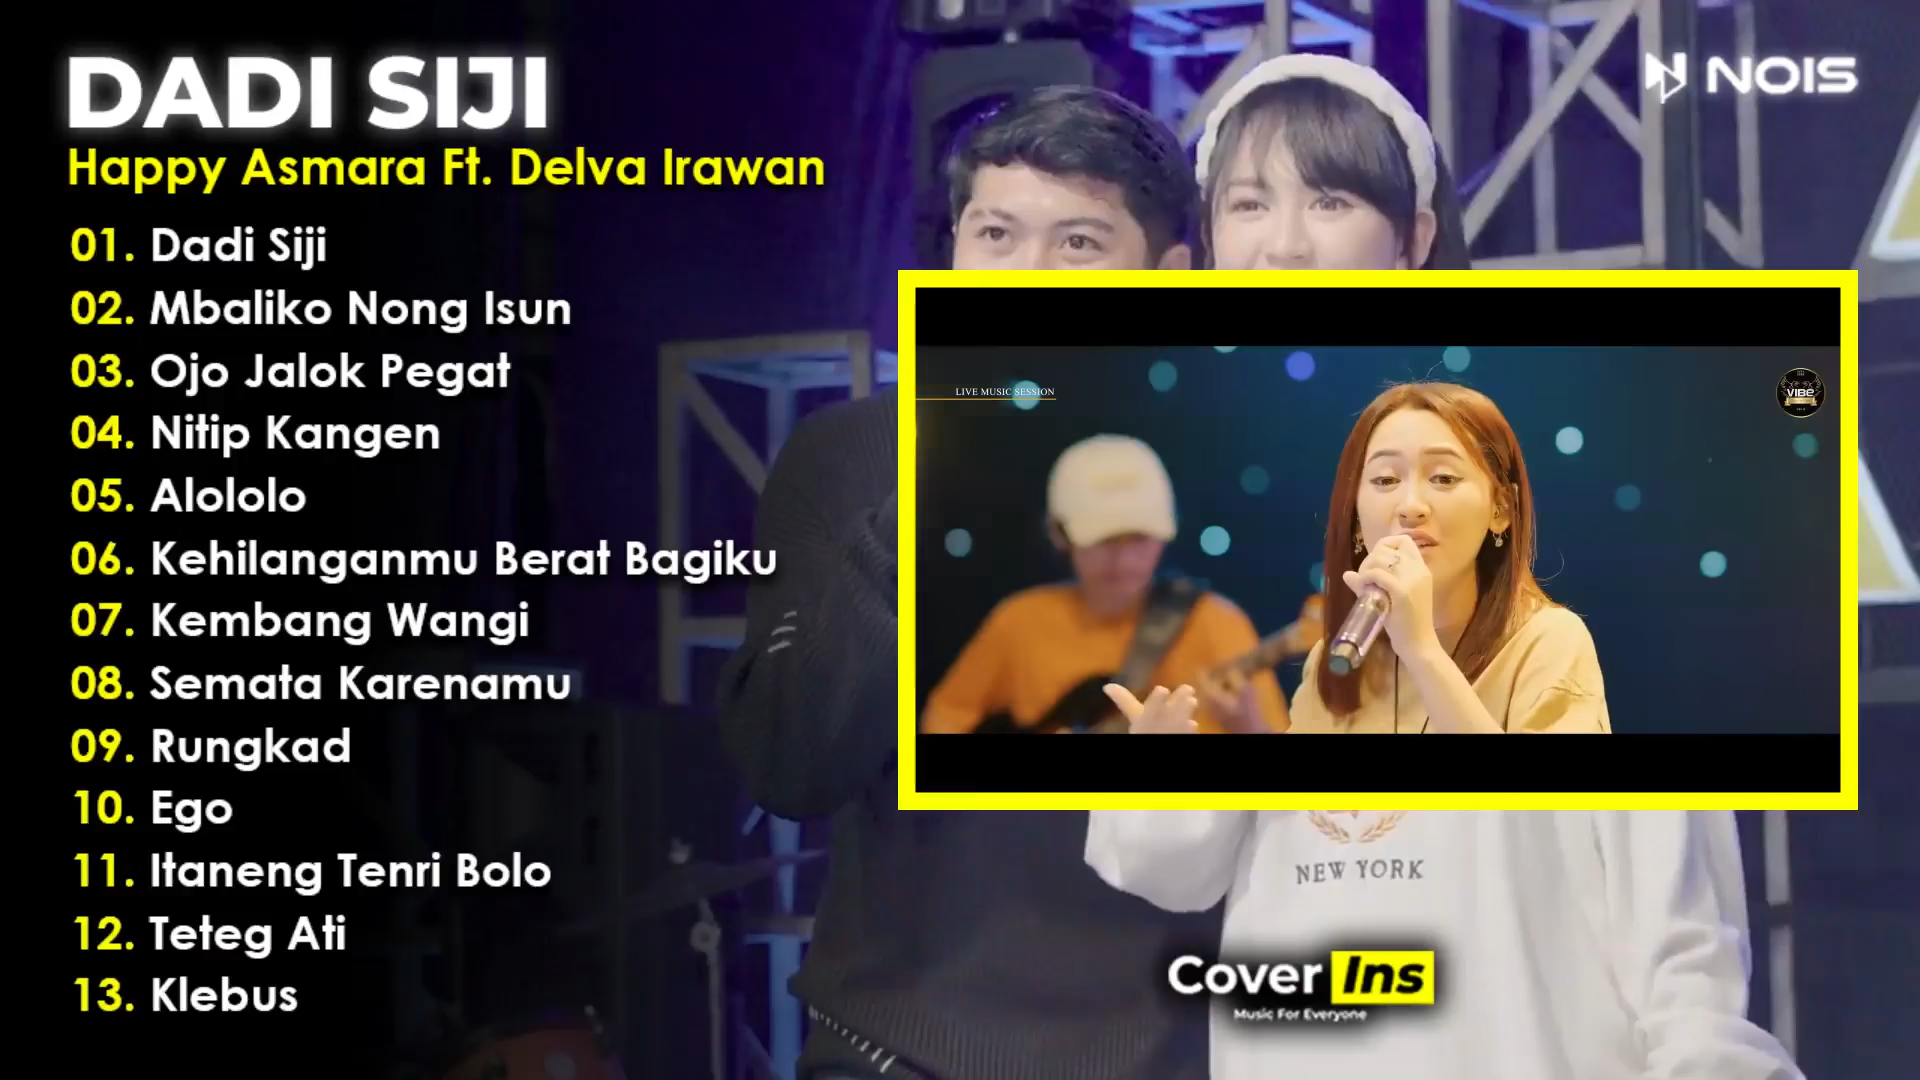 DADI SIJI
Happy Asmara Ft. Delva Irawan
01. Dadi Siji
02. Mbaliko Nong Isun
03. Ojo Jalok Pegat
04. Nitip Kangen
05. Alololo
06. Kehilanganmu Berat Bagiku
07. Kembang Wangi
08. Semata Karenamu
09. Rungkad
10. Ego
11. Itaneng Tenri Bolo
12. Teteg Ati
13. Klebus
NOIS
LIVE MUSIC SESSION
VIBE
NEW YORK
Cover Ins
Music For Everyone